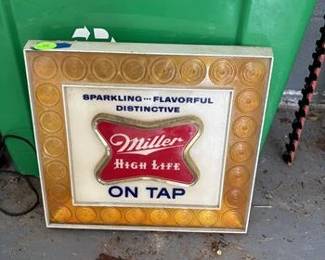 SPARKLING ··· FLAVORFUL
DISTINCTIVE
Miller
HIGH LIFE
ON TAP